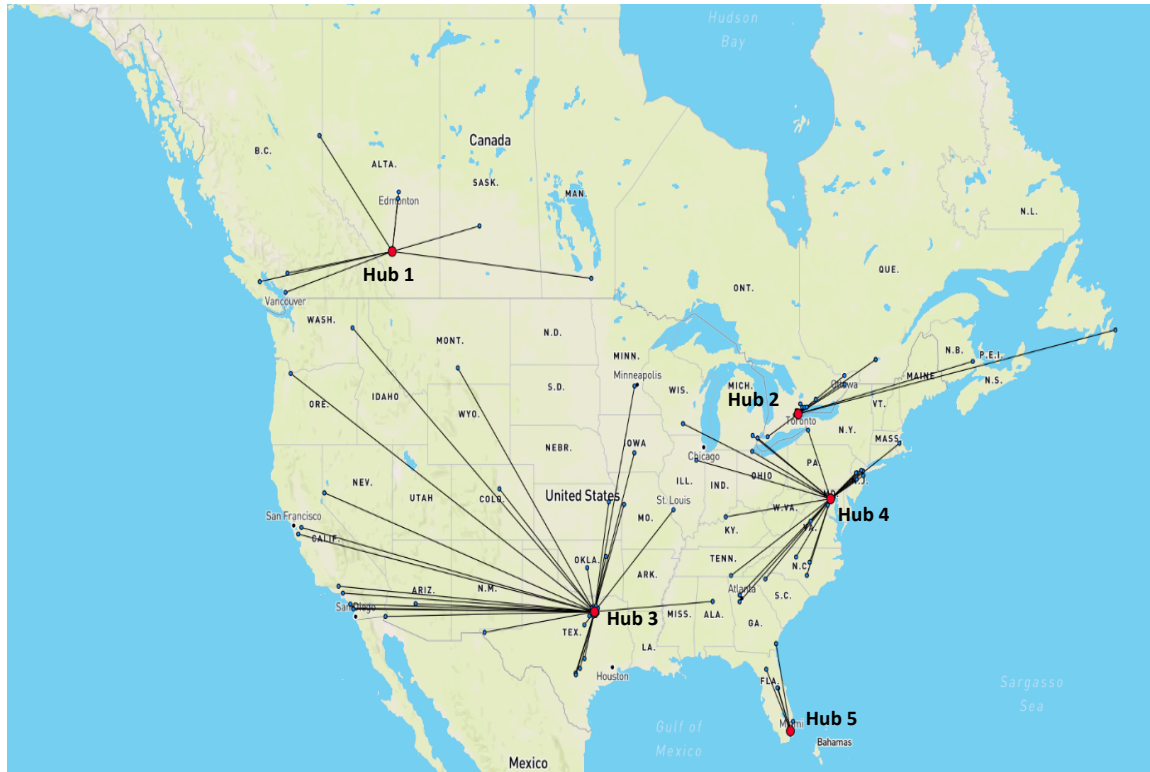 Hudson
Bay
Canada
B.C.
ALTA.
SASK.
MAN.
Edmonton
N.L.
Hub 1
QUE.
ONT.
Vancouver
WASH.
MONT.
N.D.
MINN.
N.B.
P.E.I.
MAINE
N.S.
Minneapolis
MICH.
Ottawa
S.D.
WIS.
Hub 2
ORE.
IDAHO
WYO.
VT.
Toronto
N.Y.
MASS.
IOWA
Chicago
NEBR.
PA.
OHIO
N.J.
NEV.
UTAH
COLO.
United States
ILL.
IND.
St. Louis
W.VA.
Hub 4
San Francisco
MO.
KY.
VA.
CALIF.
OKLA.
TENN.
N.C.
ARIZ.
N.M.
ARK.
Atlanta
S.C.
San Diego
MISS.
ALA.
GA.
Hub 3
TEX.
LA.
Houston
FLA.
Sargasso
Sea
Miami
Hub 5
Gulf of
Mexico
Bahamas
Mexico